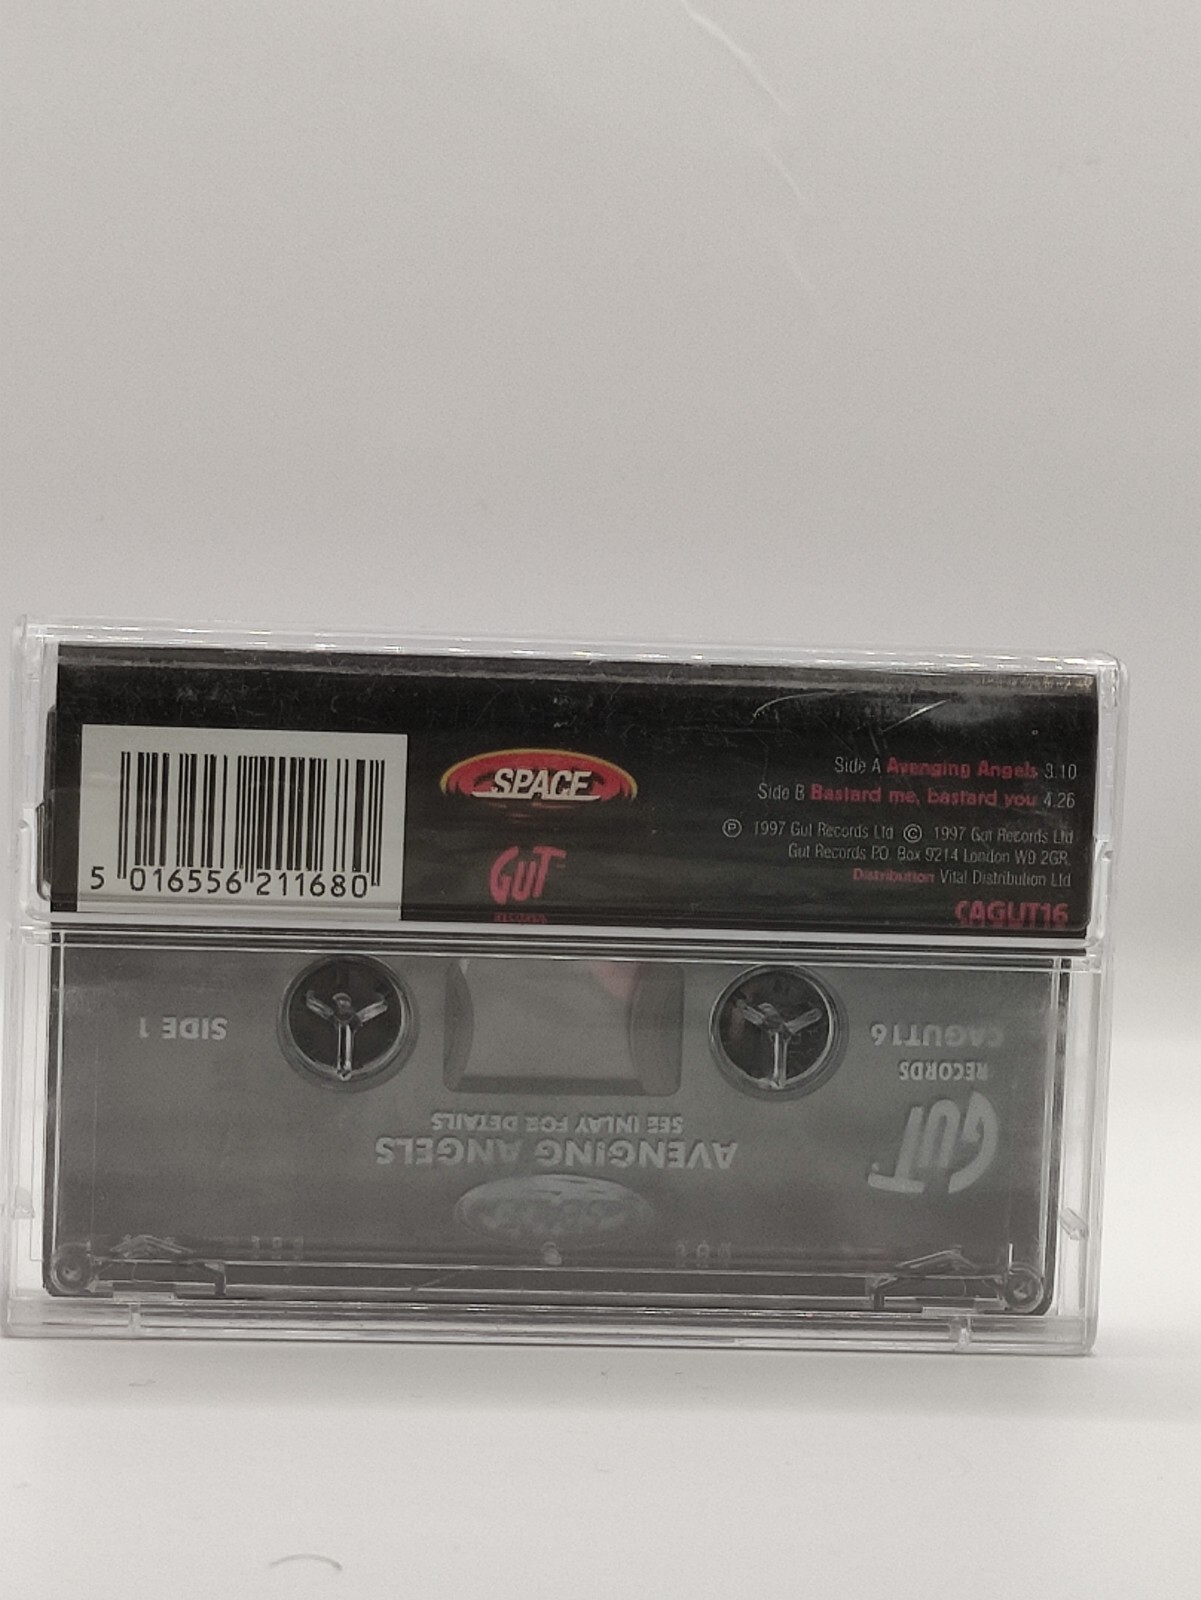 SPACE
GUT
RECORDS
5 016556 211680
Side A Avenging Angels 3.10
Side B Bastard me, bastard you 4.26
℗ 1997 Gut Records Ltd © 1997 Gut Records Ltd
Gut Records P.O. Box 9214 London W9 2GR
Distribution Vital Distribution Ltd
CAGUT16
SIDE 1
CAGUT16
RECORDS
GUT
SEE INLAY FOR DETAILS
AVENGING ANGELS